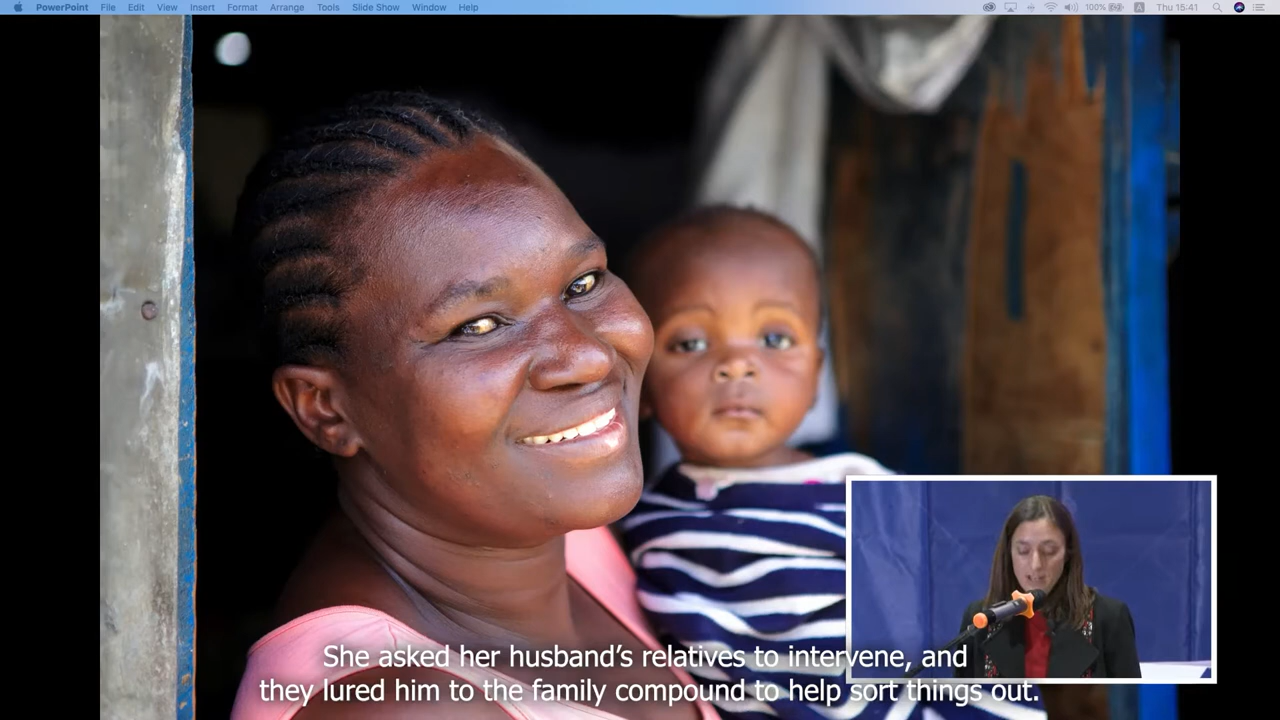 PowerPoint File Edit View Insert Format Arrange Tools Slide Show Window Help 100% A Thu 15:41
She asked her husband's relatives to intervene, and
they lured him to the family compound to help sort things out.